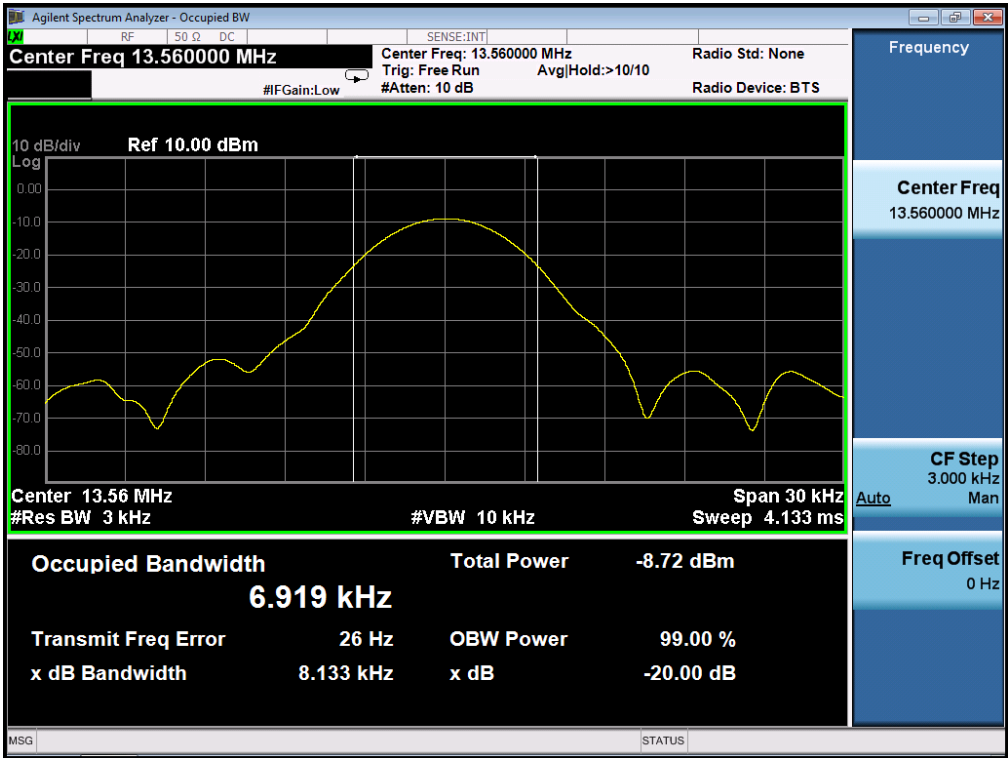 Agilent Spectrum Analyzer - Occupied BW
LXI RF 50 Ω DC SENSE:INT
Center Freq 13.560000 MHz
#IFGain:Low
Center Freq: 13.560000 MHz
Trig: Free Run Avg|Hold:>10/10
#Atten: 10 dB
Radio Std: None
Radio Device: BTS
10 dB/div Ref 10.00 dBm
Log
0.00
-10.0
-20.0
-30.0
-40.0
-50.0
-60.0
-70.0
-80.0
Center 13.56 MHz Span 30 kHz
#Res BW 3 kHz #VBW 10 kHz Sweep 4.133 ms
Occupied Bandwidth Total Power -8.72 dBm
6.919 kHz
Transmit Freq Error 26 Hz OBW Power 99.00 %
x dB Bandwidth 8.133 kHz x dB -20.00 dB
Frequency
Center Freq
13.560000 MHz
CF Step
3.000 kHz
Auto Man
Freq Offset
0 Hz
MSG STATUS